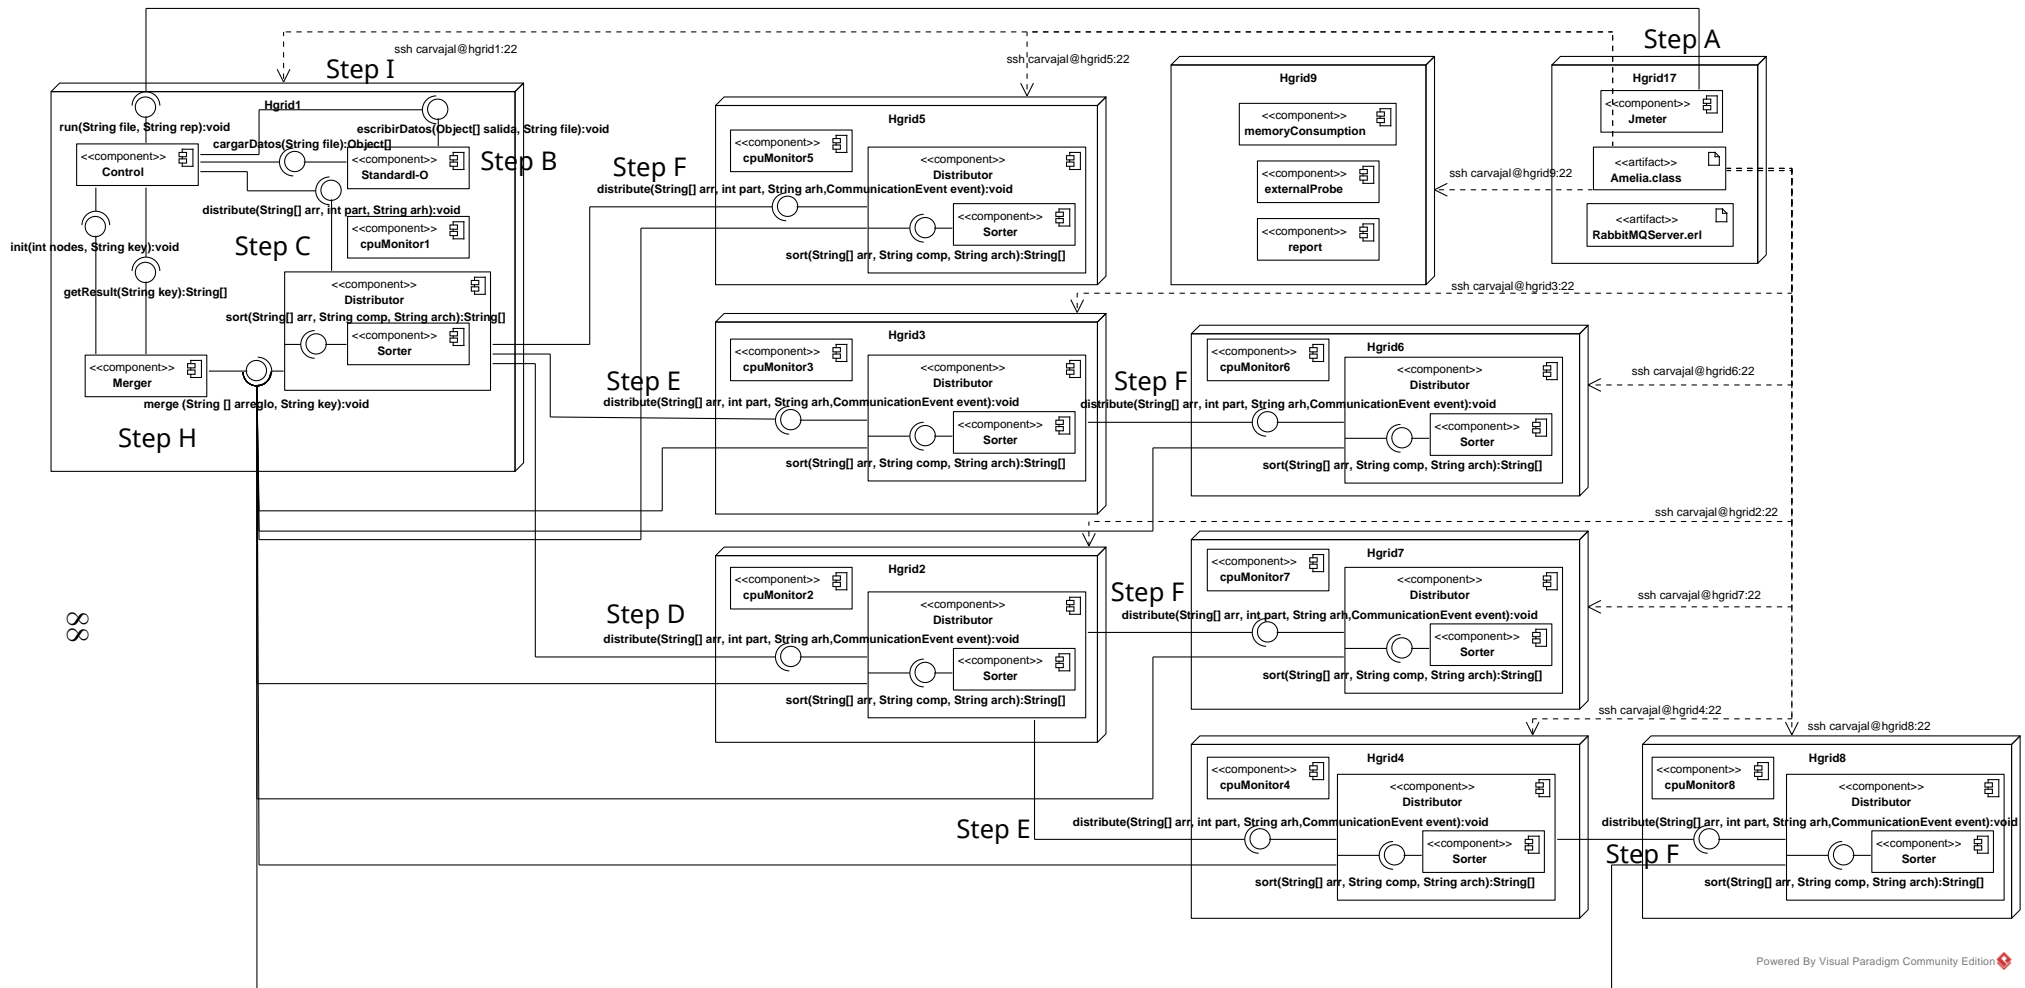 Step A
ssh carvajal@hgrid1:22
ssh carvajal@hgrid5:22
Step I
Hgrid1
run(String file, String rep):void
escribirDatos(Object[] salida, String file):void
cargarDatos(String file):Object[]
<<component>>
Control
<<component>>
StandardI-O
Step B
distribute(String[] arr, int part, String arh):void
<<component>>
cpuMonitor1
Step C
init(int nodes, String key):void
getResult(String key):String[]
<<component>>
Distributor
sort(String[] arr, String comp, String arch):String[]
<<component>>
Sorter
<<component>>
Merger
merge (String [] arreglo, String key):void
Step H
Hgrid5
<<component>>
cpuMonitor5
Step F
<<component>>
Distributor
distribute(String[] arr, int part, String arh,CommunicationEvent event):void
<<component>>
Sorter
sort(String[] arr, String comp, String arch):String[]
Hgrid9
<<component>>
memoryConsumption
<<component>>
externalProbe
<<component>>
report
ssh carvajal@hgrid9:22
Hgrid17
<<component>>
Jmeter
<<artifact>>
Amelia.class
<<artifact>>
RabbitMQServer.erl
ssh carvajal@hgrid3:22
Hgrid3
<<component>>
cpuMonitor3
Step E
<<component>>
Distributor
distribute(String[] arr, int part, String arh,CommunicationEvent event):void
<<component>>
Sorter
sort(String[] arr, String comp, String arch):String[]
Hgrid6
<<component>>
cpuMonitor6
Step F
<<component>>
Distributor
distribute(String[] arr, int part, String arh,CommunicationEvent event):void
<<component>>
Sorter
sort(String[] arr, String comp, String arch):String[]
ssh carvajal@hgrid6:22
ssh carvajal@hgrid2:22
Hgrid2
<<component>>
cpuMonitor2
Step D
<<component>>
Distributor
distribute(String[] arr, int part, String arh,CommunicationEvent event):void
<<component>>
Sorter
sort(String[] arr, String comp, String arch):String[]
Hgrid7
<<component>>
cpuMonitor7
Step F
<<component>>
Distributor
distribute(String[] arr, int part, String arh,CommunicationEvent event):void
<<component>>
Sorter
sort(String[] arr, String comp, String arch):String[]
ssh carvajal@hgrid7:22
∞
∞
ssh carvajal@hgrid4:22
ssh carvajal@hgrid8:22
Hgrid4
<<component>>
cpuMonitor4
Step E
<<component>>
Distributor
distribute(String[] arr, int part, String arh,CommunicationEvent event):void
<<component>>
Sorter
sort(String[] arr, String comp, String arch):String[]
Hgrid8
<<component>>
cpuMonitor8
Step F
<<component>>
Distributor
distribute(String[] arr, int part, String arh,CommunicationEvent event):void
<<component>>
Sorter
sort(String[] arr, String comp, String arch):String[]
Powered By Visual Paradigm Community Edition